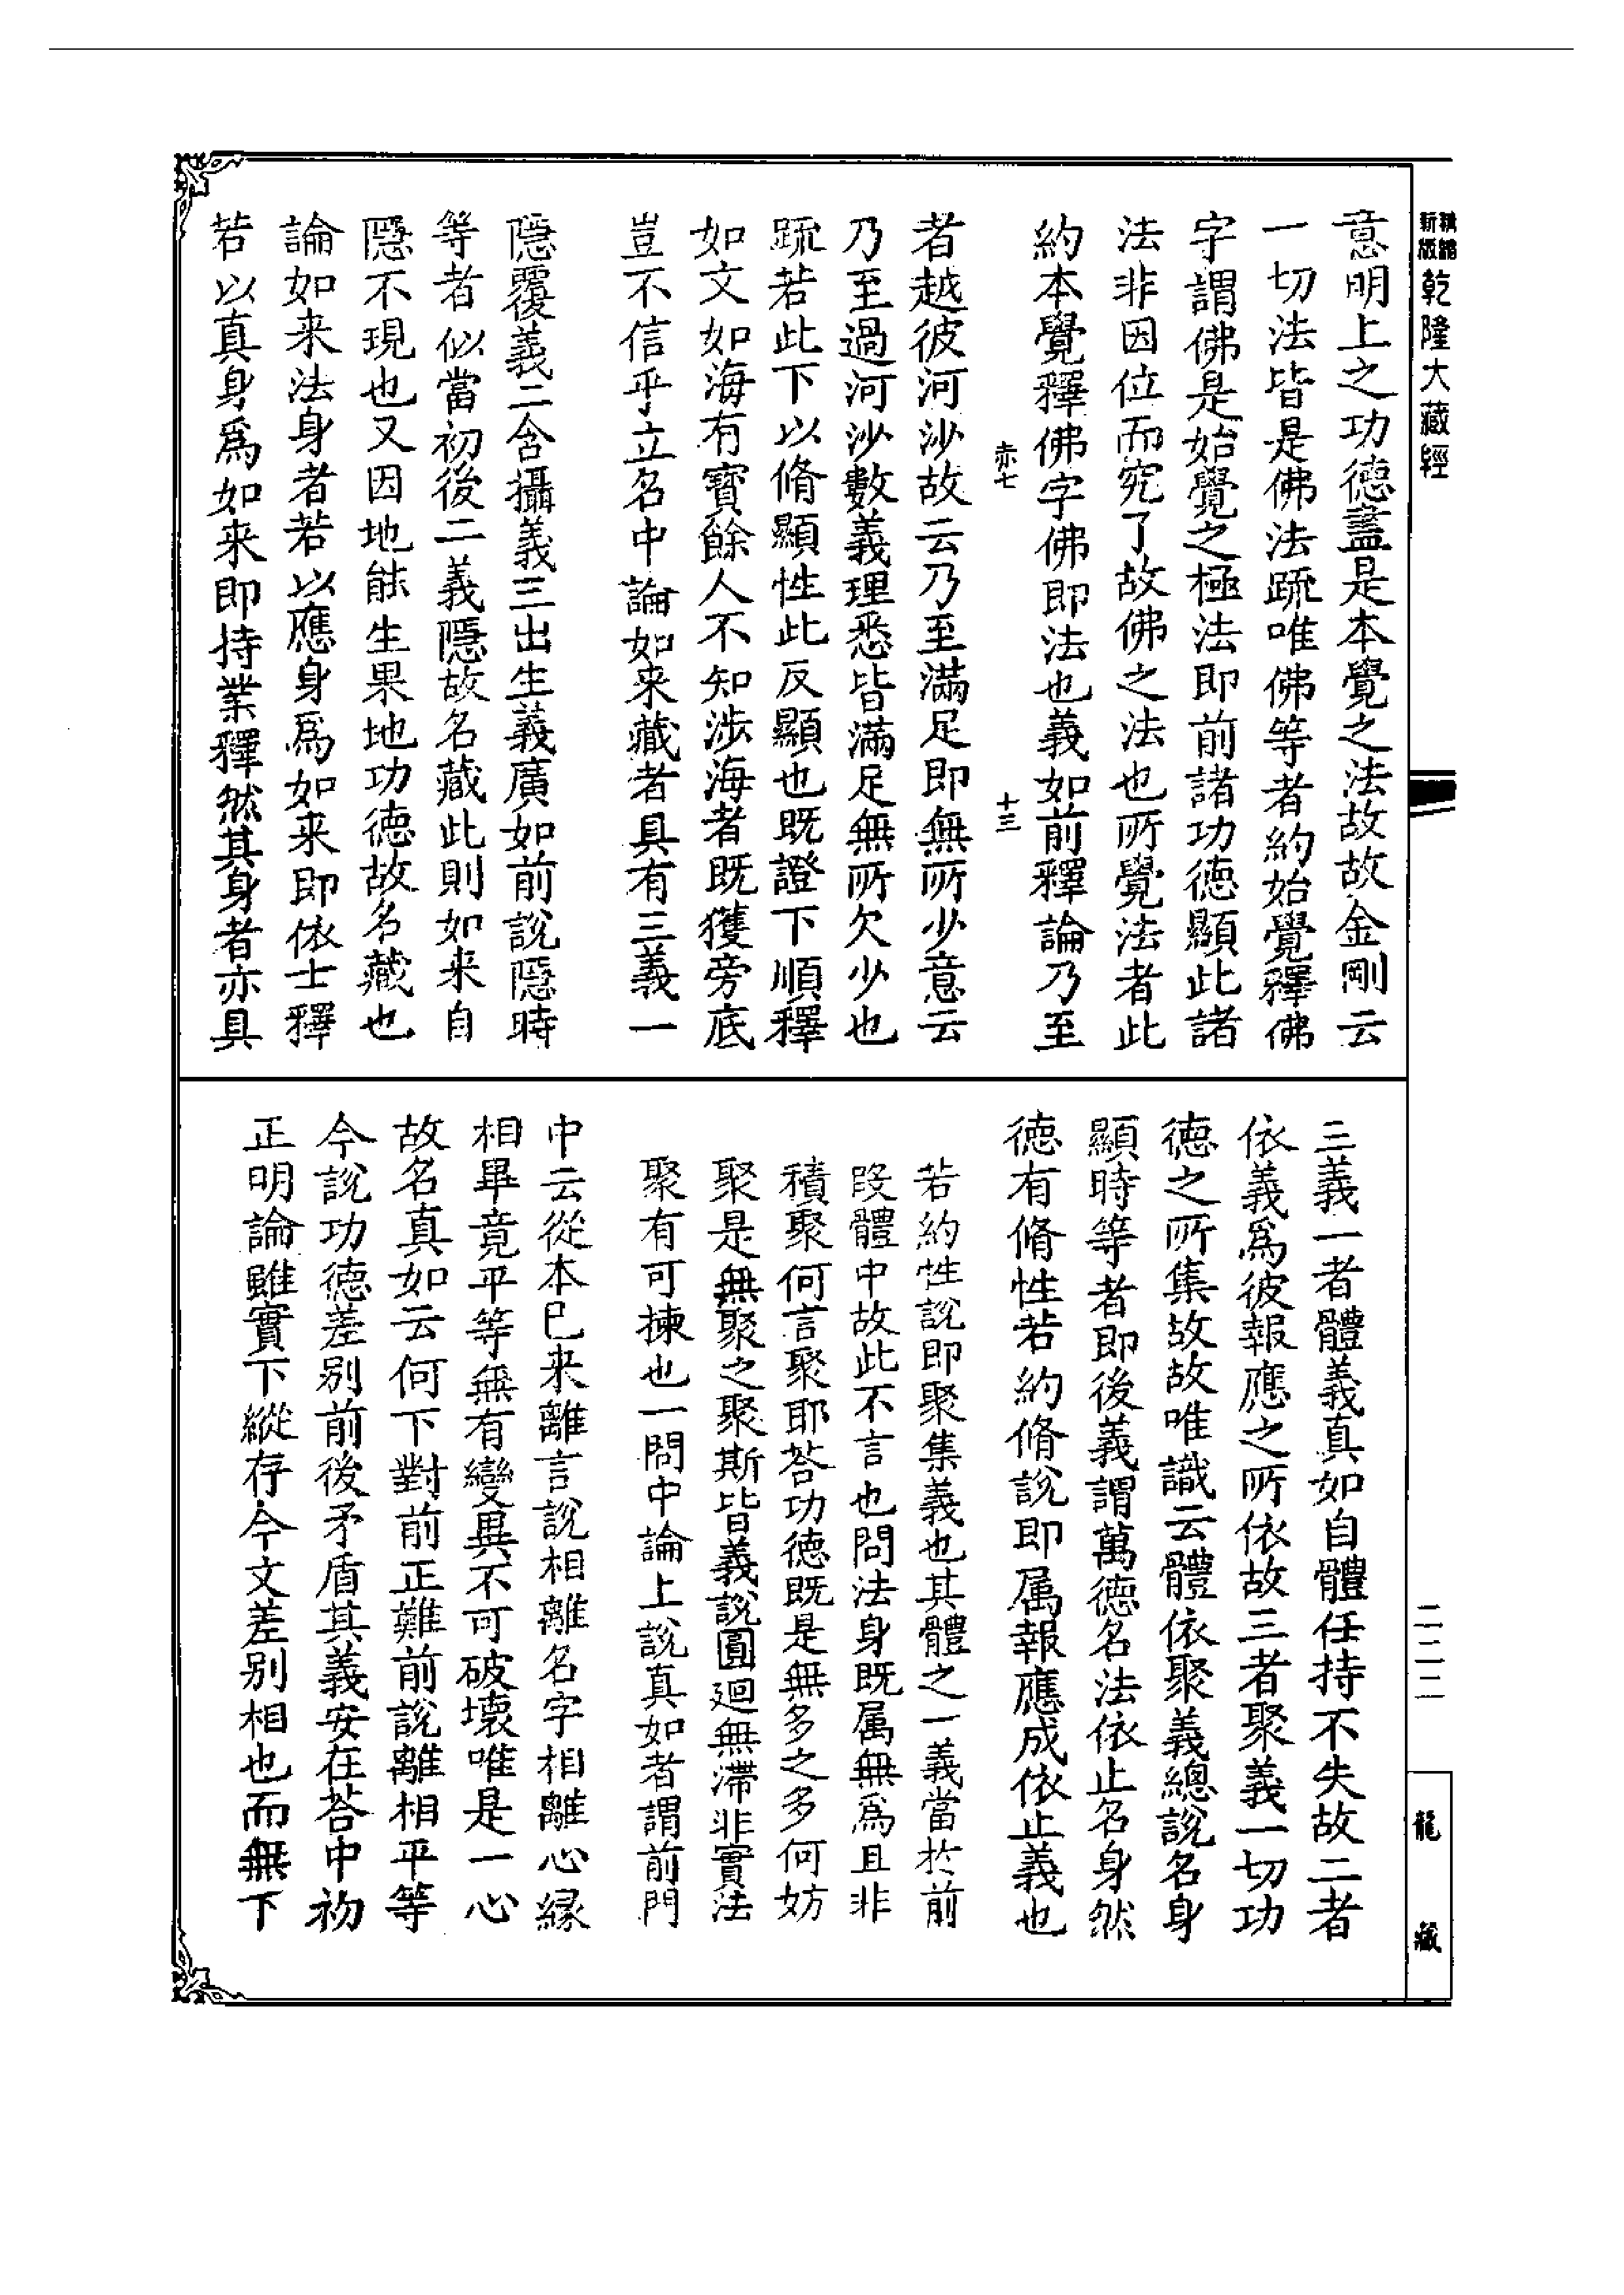 新編
縮版
乾隆大藏經
意明上之功德盡是本覺之法故故金剛云
一切法皆是佛法䟽唯佛等者約始覺釋佛
字謂佛是始覺之極法即前諸功德顯此諸
法非因位而究了故佛之法也所覺法者此
約本覺釋佛字佛即法也義如前釋論乃至
赤七
十三
者越彼河沙故云乃至滿足即無所少意云
乃至過河沙數義理悉皆滿足無所欠少也
䟽若此下以脩顯性此反顯也既證下順釋
如文如海有寶餘人不知涉海者既獲旁底
豈不信乎立名中論如来藏者具有三義一
隱覆義二含攝義三出生義廣如前說隱時
等者似當初後二義隱故名藏此則如来自
隱不現也又因地能生果地功德故名藏也
論如来法身者若以應身爲如来即依士釋
若以真身爲如来即持業釋然其身者亦具
三義一者體義真如自體任持不失故二者
依義爲彼報應之所依故三者聚義一切功
德之所集故故唯識云體依聚義總說名身
顯時等者即後義謂萬德名法依止名身然
德有脩性若約脩說即属報應成依止義也
若約性說即聚集義也其體之一義當於前
段體中故此不言也問法身既属無爲且非
積聚何言聚耶荅功德既是無多之多何妨
聚是無聚之聚斯皆義說圓廻無滯非實法
聚有可揀也一問中論上說真如者謂前門
中云從本已来離言說相離名字相離心緣
相畢竟平等無有變異不可破壞唯是一心
故名真如云何下對前正難前說離相平等
今說功德差别前後矛盾其義安在荅中初
正明論雖實下縱存今文差别相也而無下
二二二
龍
藏